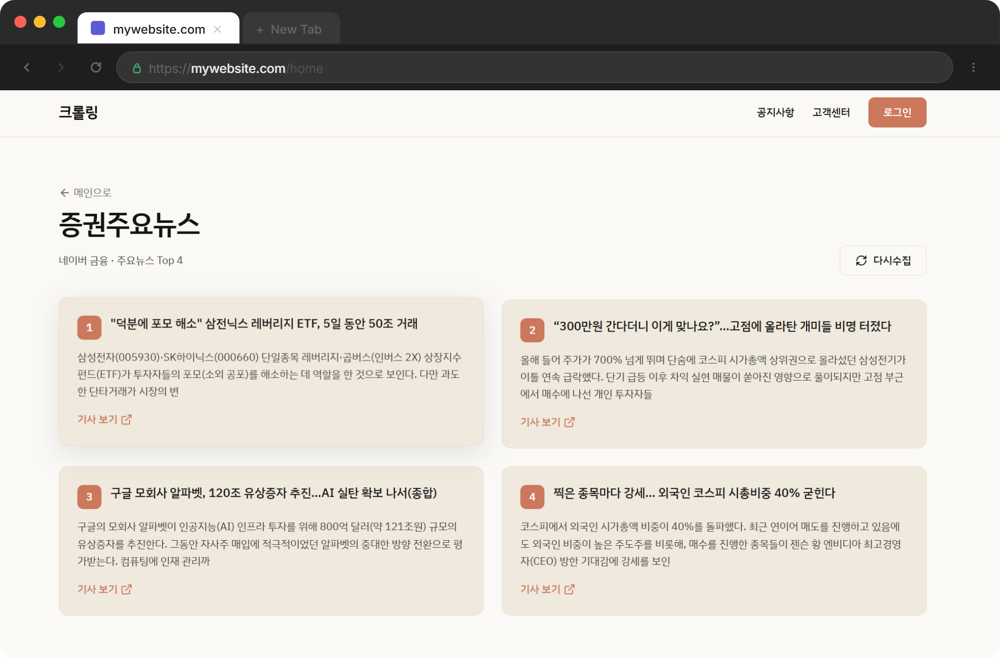 mywebsite.com
+ New Tab
https://mywebsite.com/home
크롤링
공지사항
고객센터
로그인
← 메인으로
증권주요뉴스
네이버 금융 · 주요뉴스 Top 4
다시수집
1
"덕분에 포모 해소" 삼전닉스 레버리지 ETF, 5일 동안 50조 거래
삼성전자(005930)·SK하이닉스(000660) 단일종목 레버리지·곱버스(인버스 2X) 상장지수
펀드(ETF)가 투자자들의 포모(소외 공포)를 해소하는 데 역할을 한 것으로 보인다. 다만 과도
한 단타거래가 시장의 변
기사 보기
2
“300만원 간다더니 이게 맞나요?”…고점에 올라탄 개미들 비명 터졌다
올해 들어 주가가 700% 넘게 뛰며 단숨에 코스피 시가총액 상위권으로 올라섰던 삼성전기가
이틀 연속 급락했다. 단기 급등 이후 차익 실현 매물이 쏟아진 영향으로 풀이되지만 고점 부근
에서 매수에 나선 개인 투자자들
기사 보기
3
구글 모회사 알파벳, 120조 유상증자 추진…AI 실탄 확보 나서(종합)
구글의 모회사 알파벳이 인공지능(AI) 인프라 투자를 위해 800억 달러(약 121조원) 규모의
유상증자를 추진한다. 그동안 자사주 매입에 적극적이었던 알파벳의 중대한 방향 전환으로 평
가받는다. 컴퓨팅에 인재 관리까
기사 보기
4
찍은 종목마다 강세… 외국인 코스피 시총비중 40% 굳힌다
코스피에서 외국인 시가총액 비중이 40%를 돌파했다. 최근 연이어 매도를 진행하고 있음에
도 외국인 비중이 높은 주도주를 비롯해, 매수를 진행한 종목들이 젠슨 황 엔비디아 최고경영
자(CEO) 방한 기대감에 강세를 보인
기사 보기